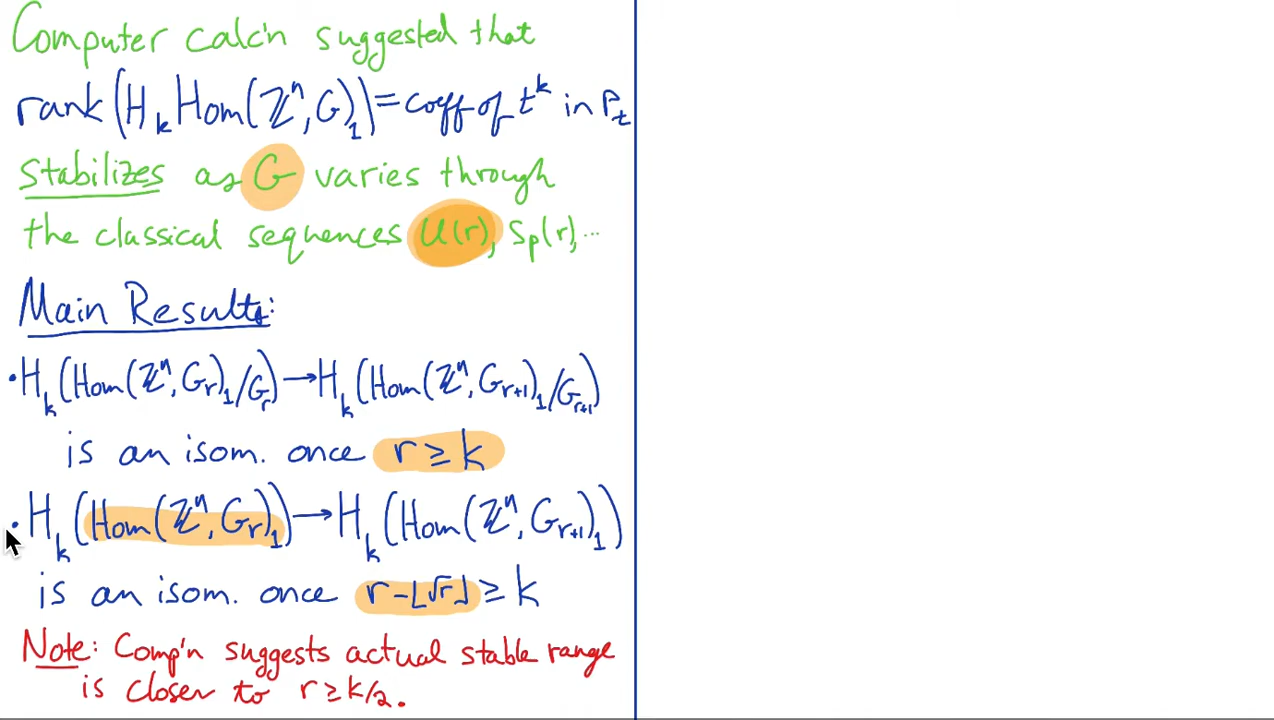 Computer calc'n suggested that
rank(H_k Hom(ℤ^n, G)_1) = coeff of t^k in P_t
Stabilizes as G varies through
the classical sequences U(r), Sp(r), ...
Main Results:
• H_k(Hom(ℤ^n, G_r)_1/G_r) → H_k(Hom(ℤ^n, G_{r+1})_1/G_{r+1})
is an isom. once r ≥ k
• H_k(Hom(ℤ^n, G_r)_1) → H_k(Hom(ℤ^n, G_{r+1})_1)
is an isom. once r - ⌊√r⌋ ≥ k
Note: Comp'n suggests actual stable range
is closer to r ≥ k/2.